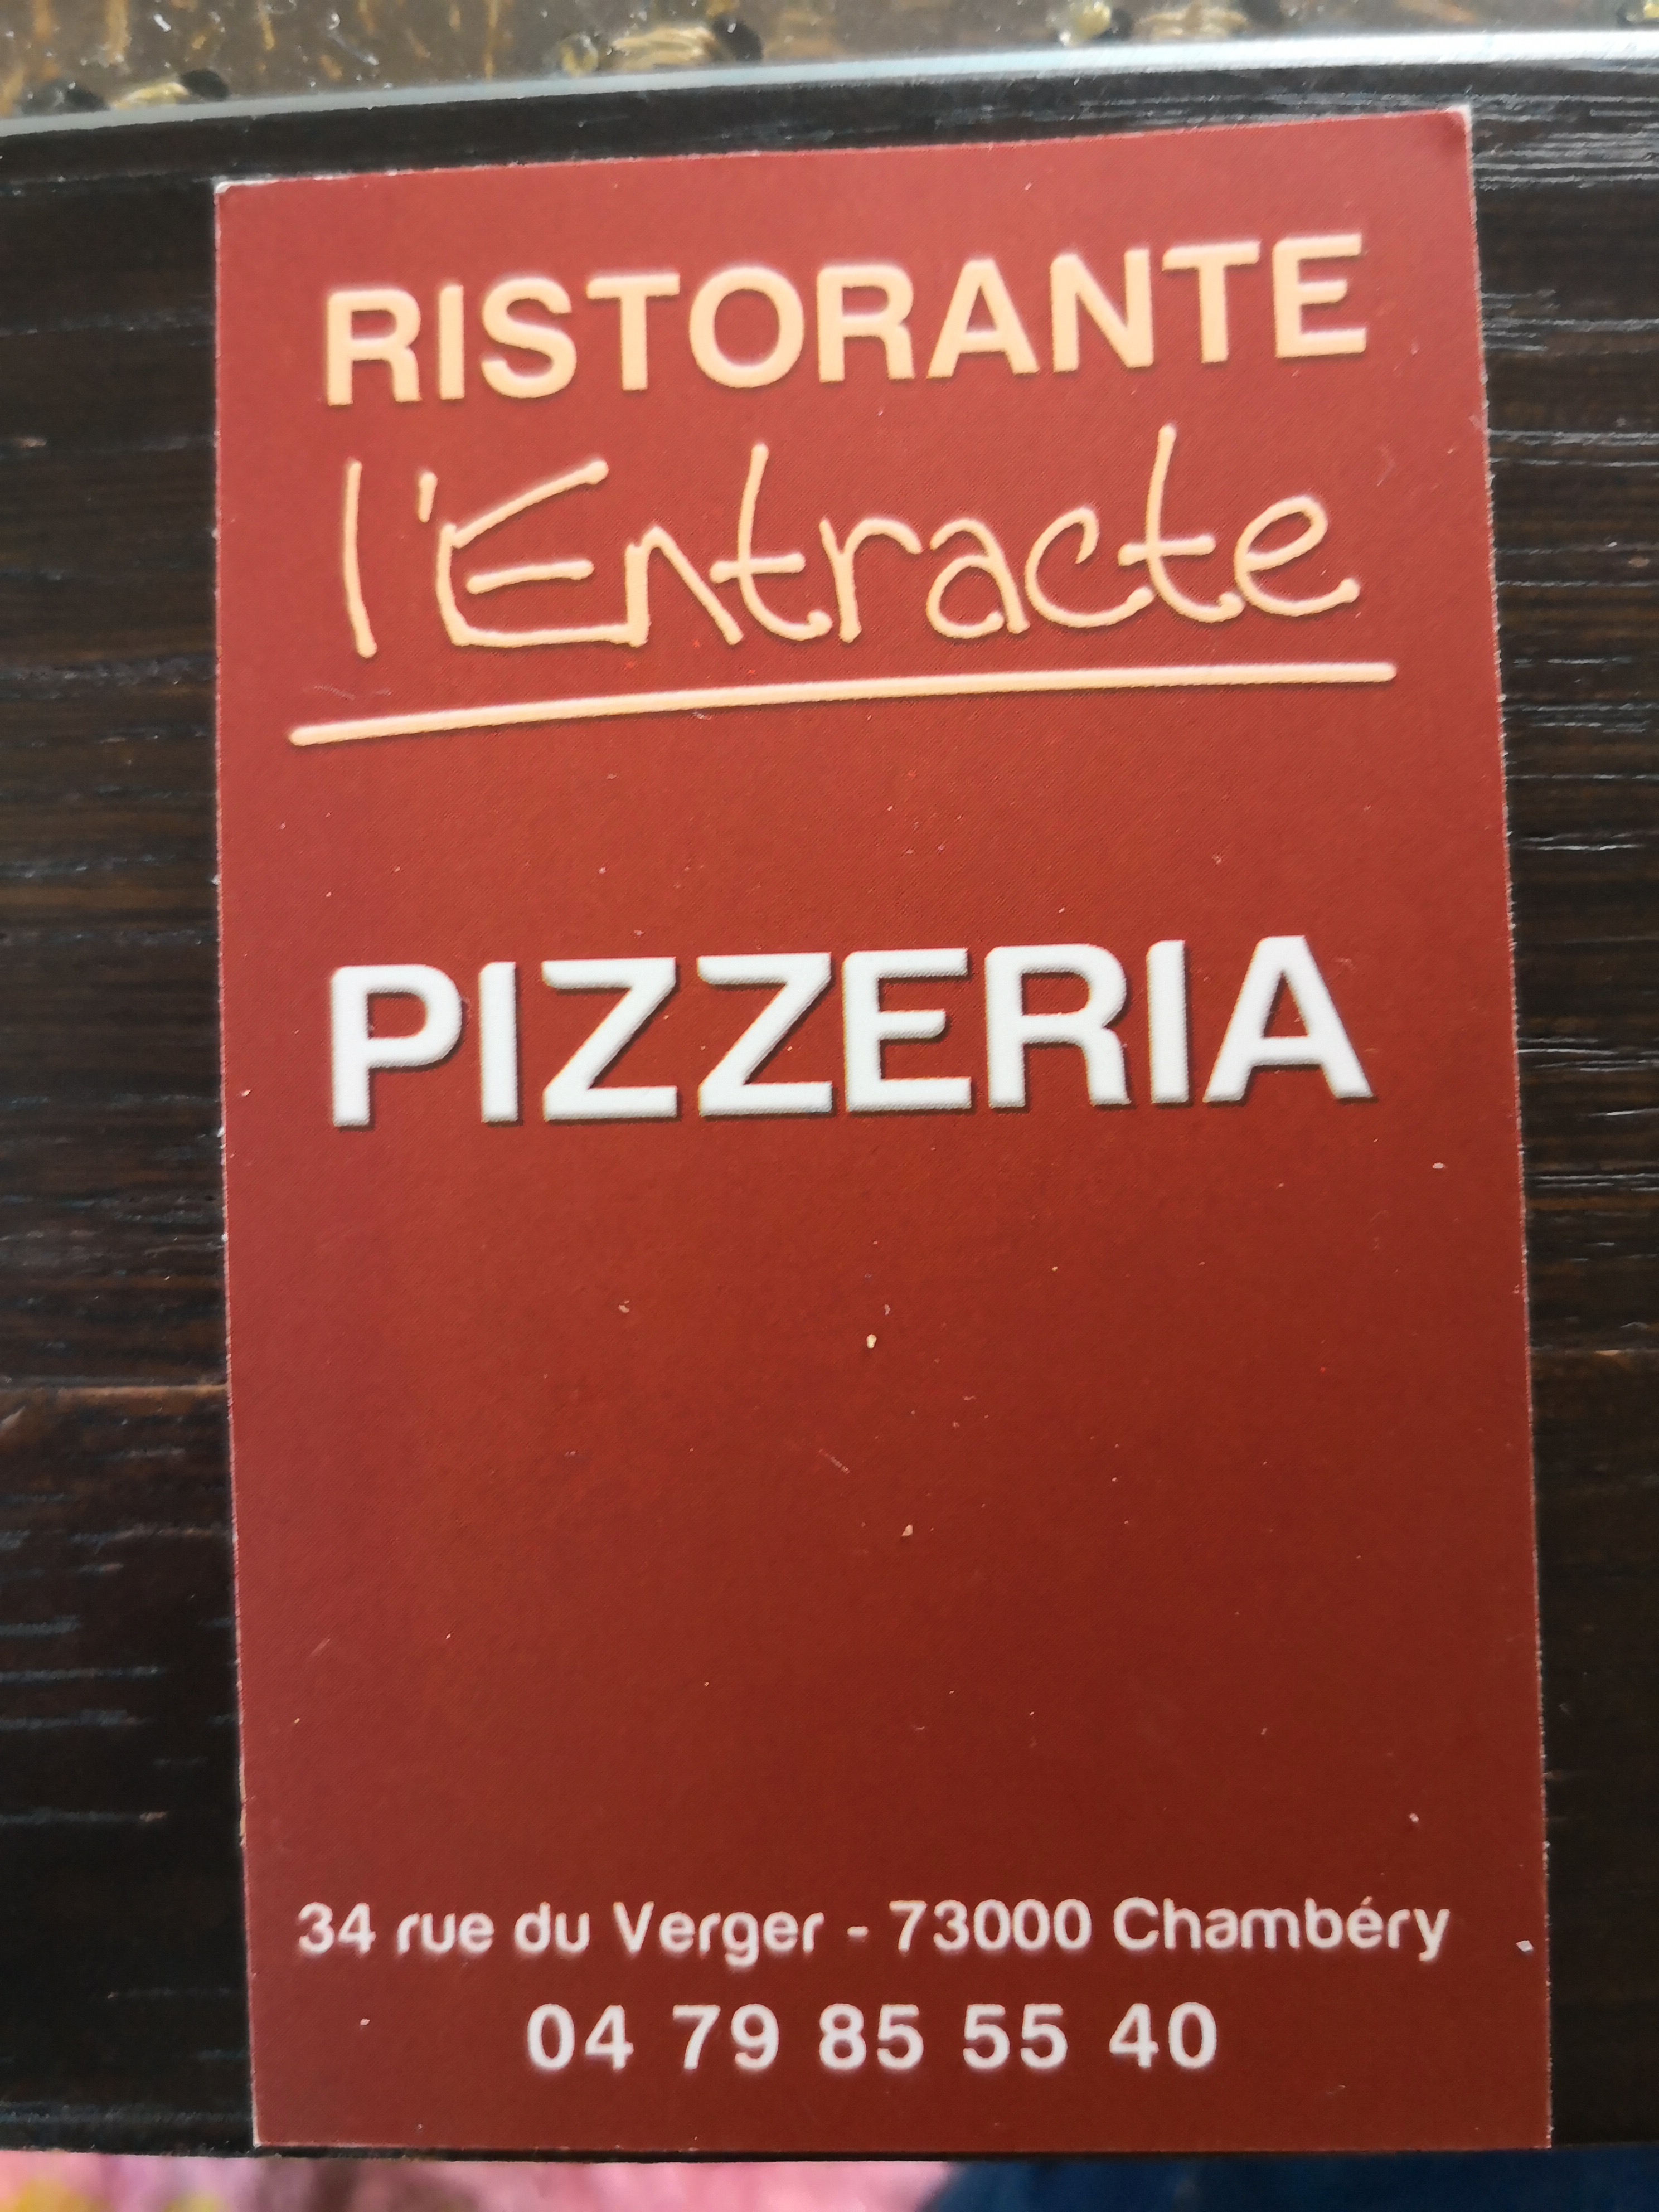 RISTORANTE
l'Entracte
PIZZERIA
34 rue du Verger - 73000 Chambéry
04 79 85 55 40